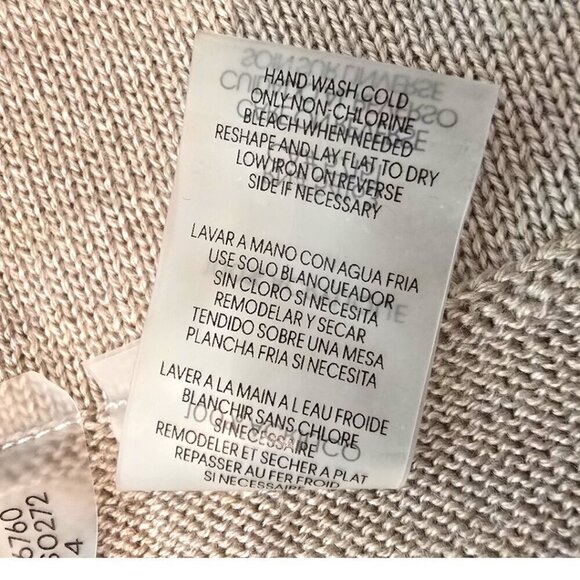 HAND WASH COLD
ONLY NON-CHLORINE
BLEACH WHEN NEEDED
RESHAPE AND LAY FLAT TO DRY
LOW IRON ON REVERSE
SIDE IF NECESSARY
LAVAR A MANO CON AGUA FRIA
USE SOLO BLANQUEADOR
SIN CLORO SI NECESITA
REMODELAR Y SECAR
TENDIDO SOBRE UNA MESA
PLANCHA FRIA SI NECESITA
LAVER A LA MAIN A L EAU FROIDE
BLANCHIR SANS CHLORE
SI NECESSAIRE
REMODELER ET SECHER A PLAT
REPASSER AU FER FROID
SI NECESSAIRE